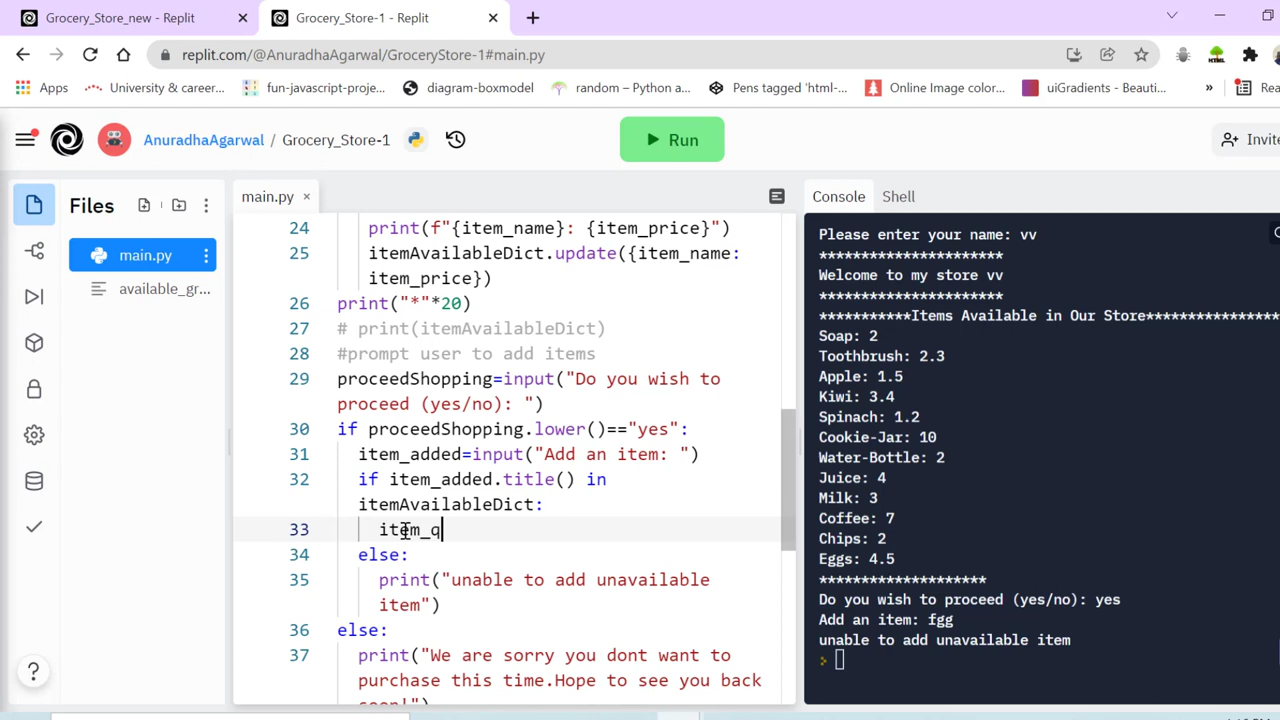 Grocery_Store_new - Replit
Grocery_Store-1 - Replit
replit.com/@AnuradhaAgarwal/GroceryStore-1#main.py
Apps University & career... fun-javascript-proje... diagram-boxmodel random – Python a... Pens tagged 'html-... Online Image color... uiGradients - Beauti... » Rea
AnuradhaAgarwal / Grocery_Store-1
Run
Invite
Files
main.py
available_gr...
main.py
24 print(f"{item_name}: {item_price}")
25 itemAvailableDict.update({item_name:
item_price})
26 print("*"*20)
27 # print(itemAvailableDict)
28 #prompt user to add items
29 proceedShopping=input("Do you wish to
proceed (yes/no): ")
30 if proceedShopping.lower()=="yes":
31 item_added=input("Add an item: ")
32 if item_added.title() in
itemAvailableDict:
33 item_q
34 else:
35 print("unable to add unavailable
item")
36 else:
37 print("We are sorry you dont want to
purchase this time.Hope to see you back
soon!")
Console Shell
Please enter your name: vv
**********************
Welcome to my store vv
**********************
***********Items Available in Our Store****************
Soap: 2
Toothbrush: 2.3
Apple: 1.5
Kiwi: 3.4
Spinach: 1.2
Cookie-Jar: 10
Water-Bottle: 2
Juice: 4
Milk: 3
Coffee: 7
Chips: 2
Eggs: 4.5
********************
Do you wish to proceed (yes/no): yes
Add an item: fgg
unable to add unavailable item